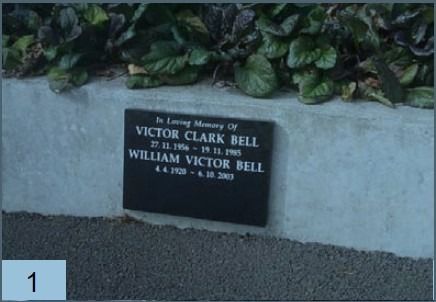 In Loving Memory Of
VICTOR CLARK BELL
27. 11. 1956 ~ 19. 11. 1985
WILLIAM VICTOR BELL
4. 4. 1920 ~ 6. 10. 2003
1